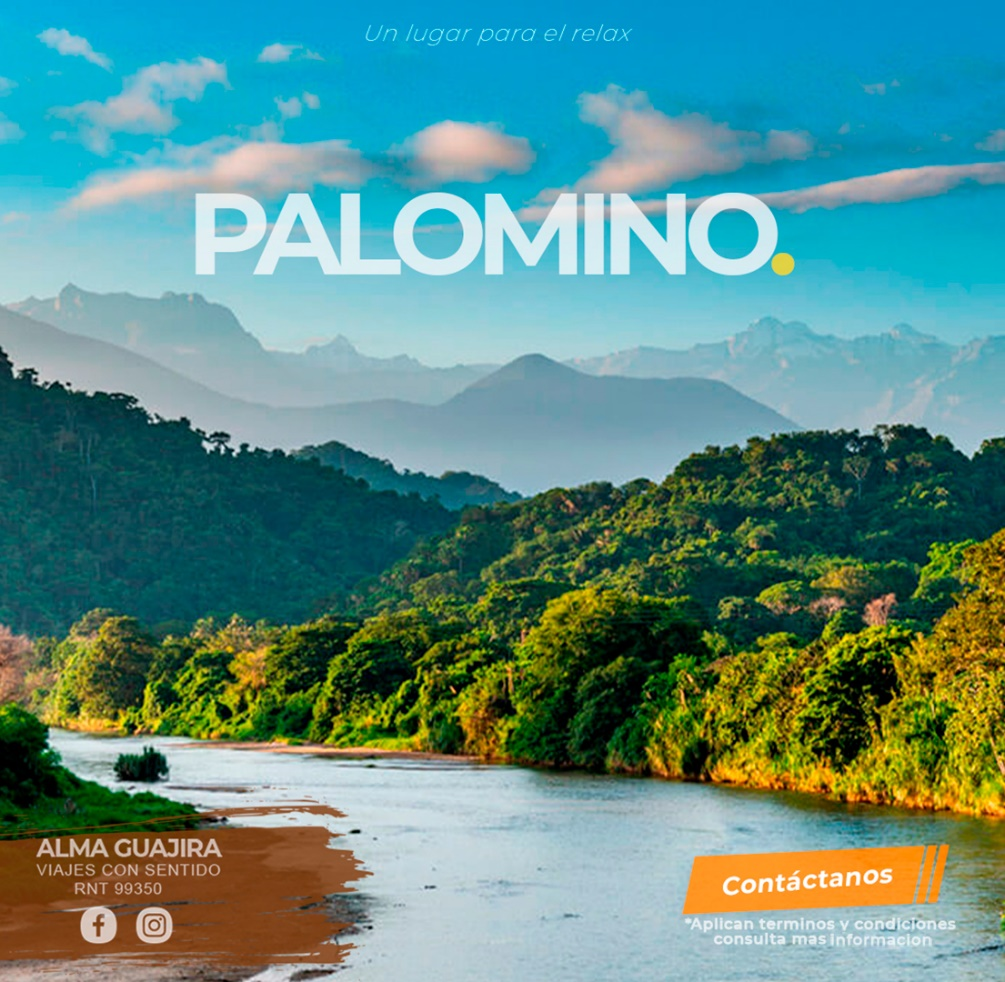 Un lugar para el relax
PALOMINO.
ALMA GUAJIRA
VIAJES CON SENTIDO
RNT 99350
Contáctanos
*Aplican terminos y condiciones
consulta mas informacion